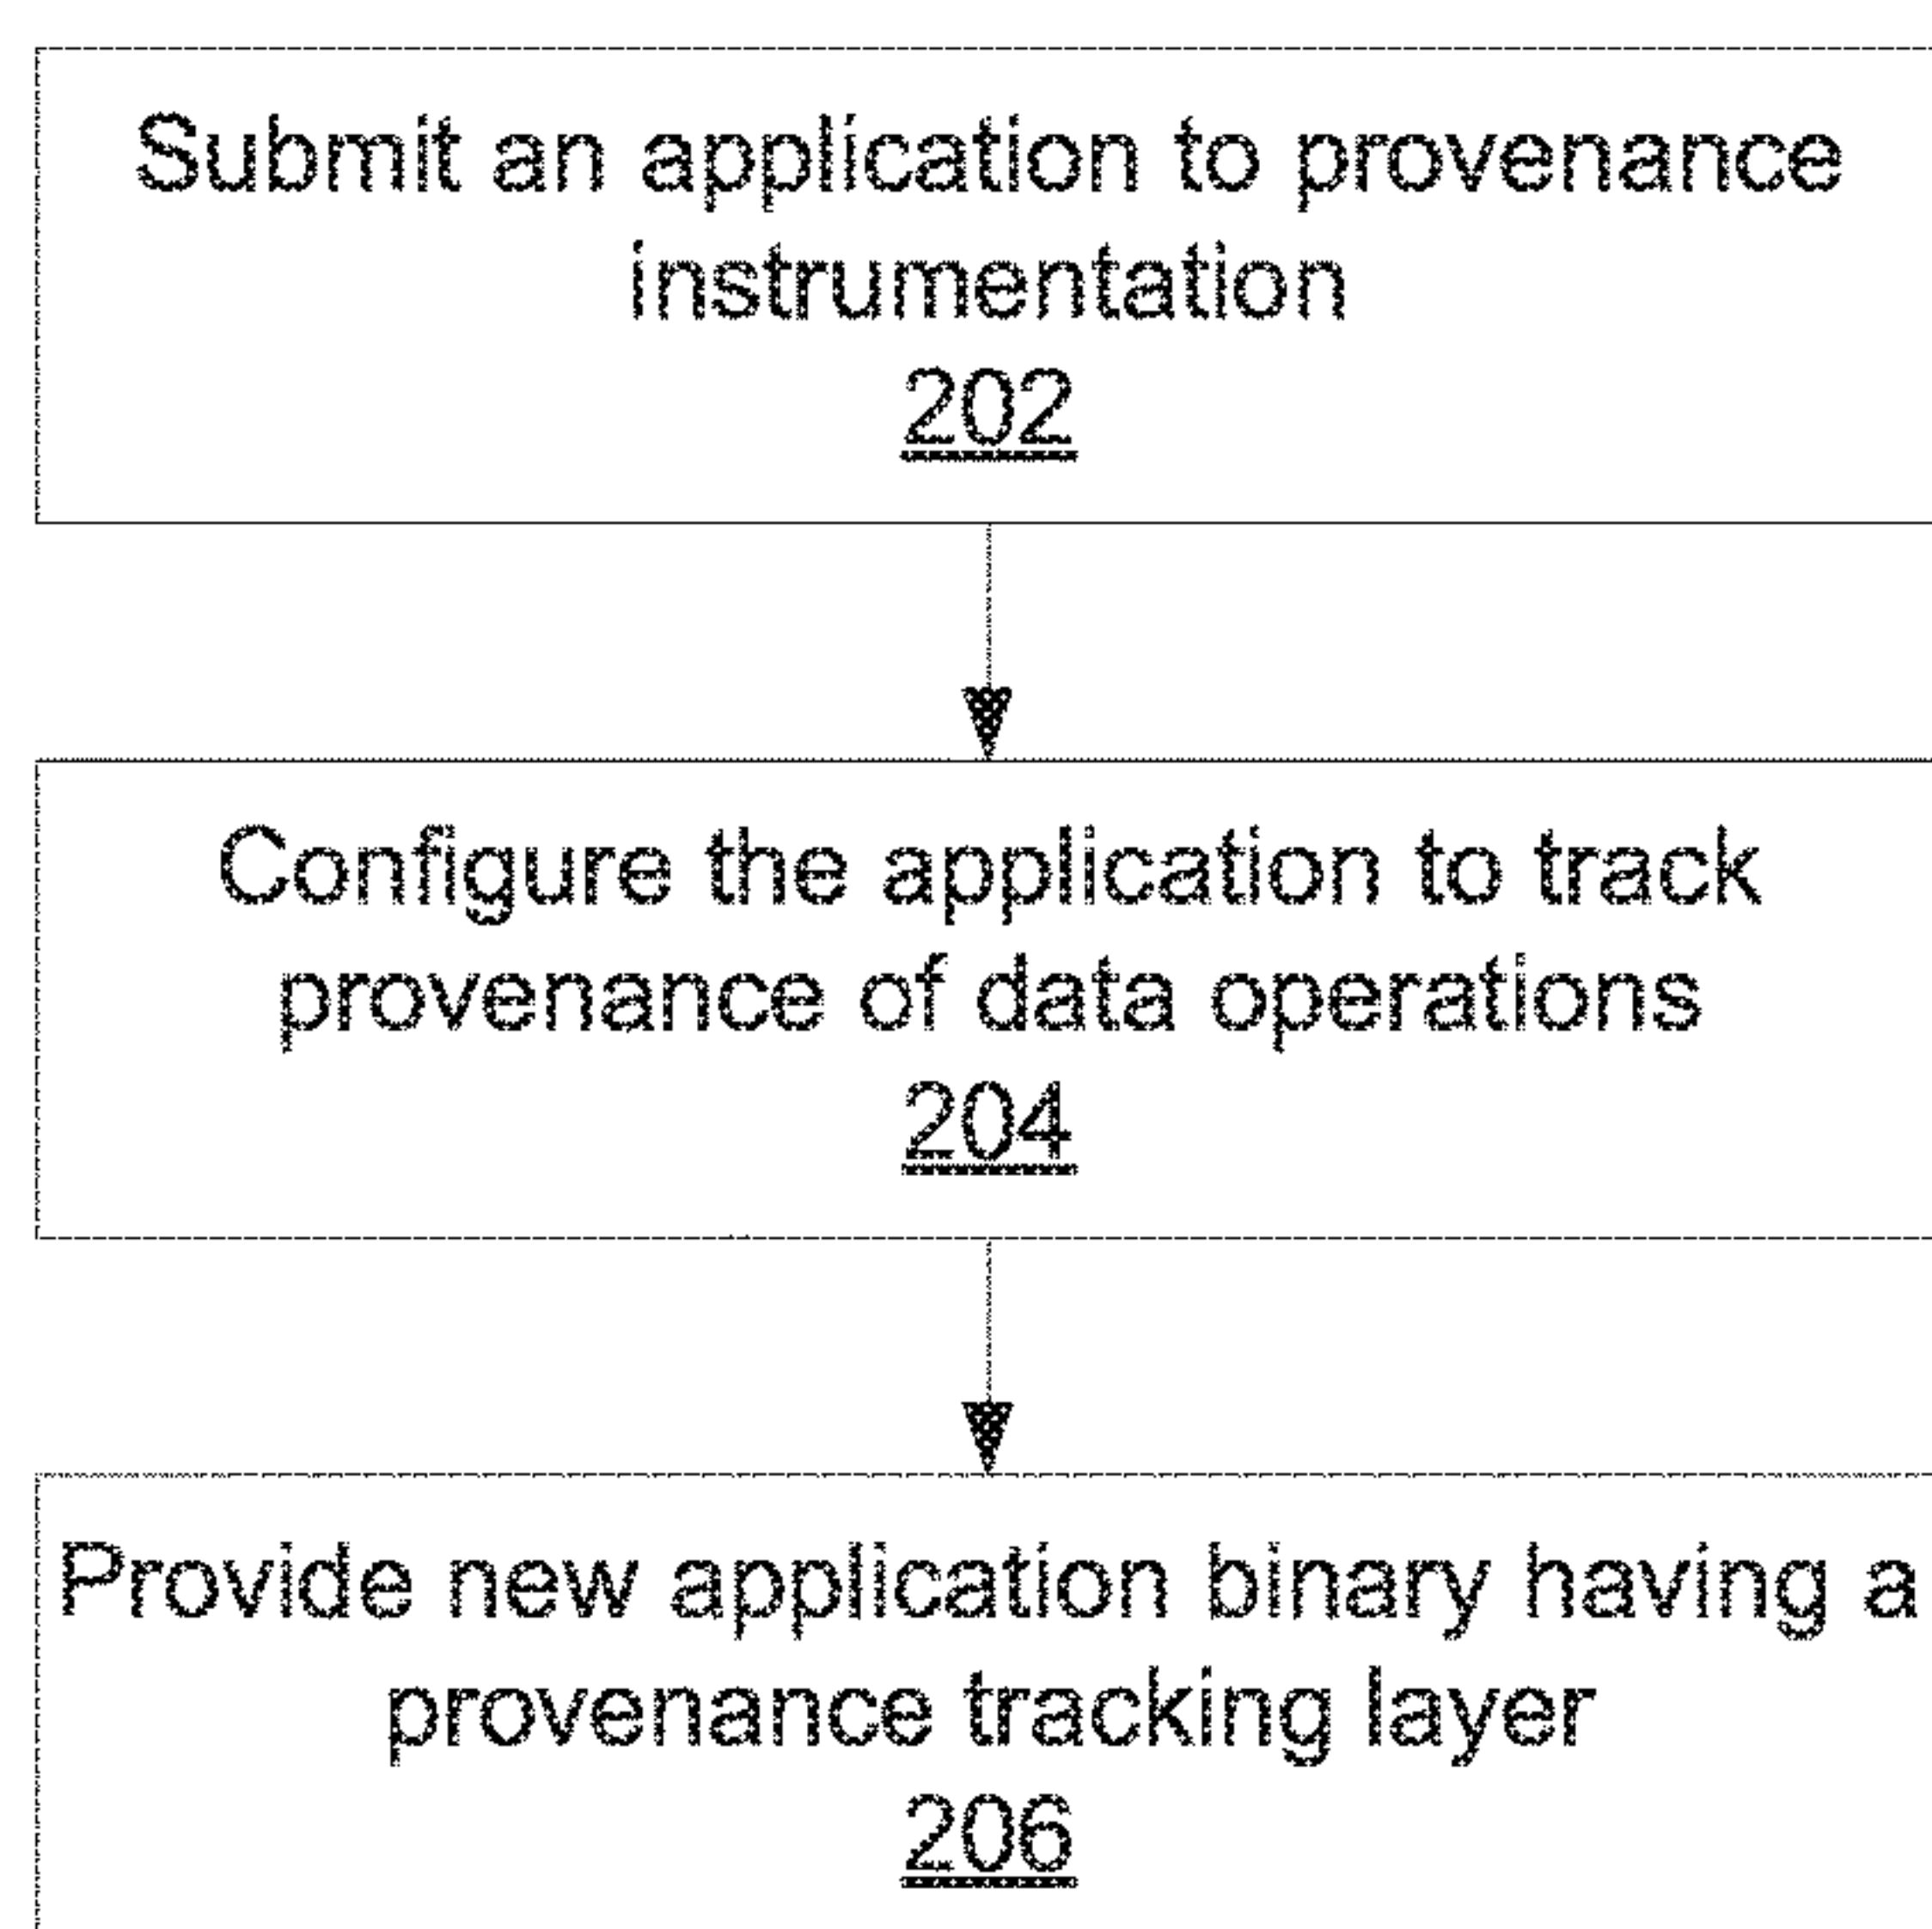 Submit an application to provenance
instrumentation
202
Configure the application to track
provenance of data operations
204
Provide new application binary having a
provenance tracking layer
206